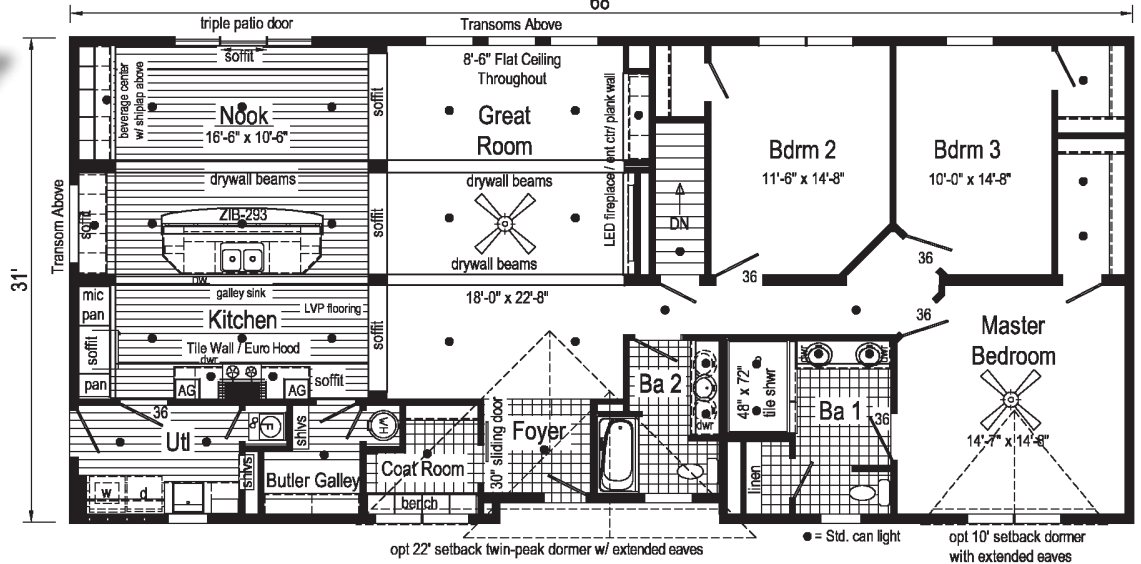 68'
triple patio door
Transoms Above
soffit
8'-6" Flat Ceiling
Throughout
beverage center
w/ shiplap above
Nook
16'-6" x 10'-6"
soffit
Great
Room
LED fireplace / ent ctr/ plank wall
Bdrm 2
11'-6" x 14'-8"
Bdrm 3
10'-0" x 14'-8"
31'
Transom Above
soffit
drywall beams
ZIB-293
soffit
drywall beams
drywall beams
DN
dw
galley sink
18'-0" x 22'-8"
36
36
36
mic
pan
soffit
pan
LVP flooring
Kitchen
Tile Wall / Euro Hood
dwr
AG
AG
soffit
soffit
Master
Bedroom
14'-7" x 14'-8"
Ba 2
dwr
48" x 72"
tile shwr
dwr
dwr
Ba 1
36
36
Utl
F
shlvs
WH
shlvs
w
d
Butler Galley
Coat Room
bench
30" sliding door
Foyer
linen
= Std. can light
opt 22' setback twin-peak dormer w/ extended eaves
opt 10' setback dormer
with extended eaves